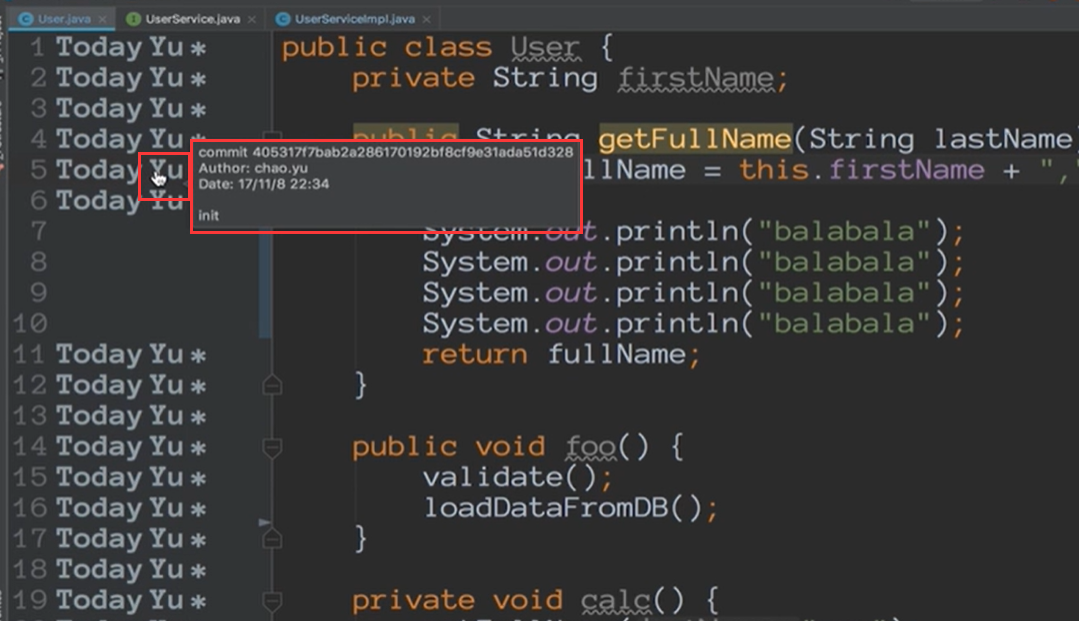 User.java UserService.java UserServiceImpl.java
1 Today Yu * public class User {
2 Today Yu * private String firstName;
3 Today Yu *
4 Today Yu public String getFullName(String lastName
commit 405317f7bab2a286170192bf8cf9e31ada51d328
5 Today Yu llName = this.firstName + ","
Author: chao.yu
Date: 17/11/8 22:34
6 Today Yu
init
7 System.out.println("balabala");
8 System.out.println("balabala");
9 System.out.println("balabala");
10 System.out.println("balabala");
11 Today Yu * return fullName;
12 Today Yu * }
13 Today Yu *
14 Today Yu * public void foo() {
15 Today Yu * validate();
16 Today Yu * loadDataFromDB();
17 Today Yu * }
18 Today Yu *
19 Today Yu * private void calc() {